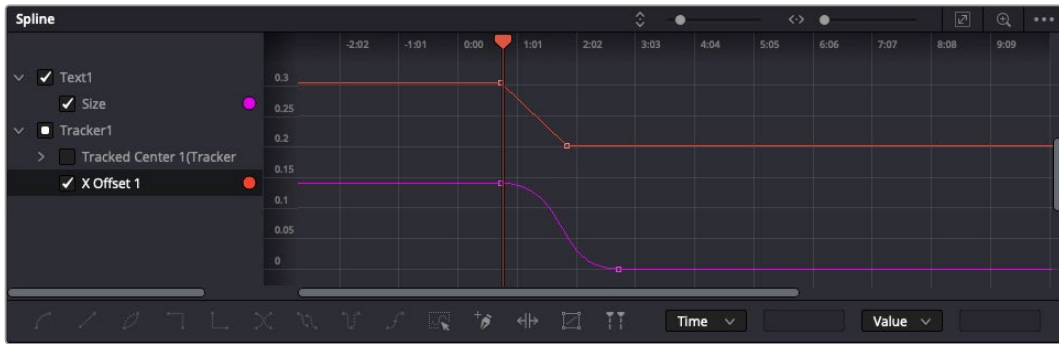 Spline
-2:02 -1:01 0:00 1:01 2:02 3:03 4:04 5:05 6:06 7:07 8:08 9:09
Text1
0.3
Size
0.25
Tracker1
0.2
Tracked Center 1(Tracker
0.15
X Offset 1
0.1
0.05
0
Time Value